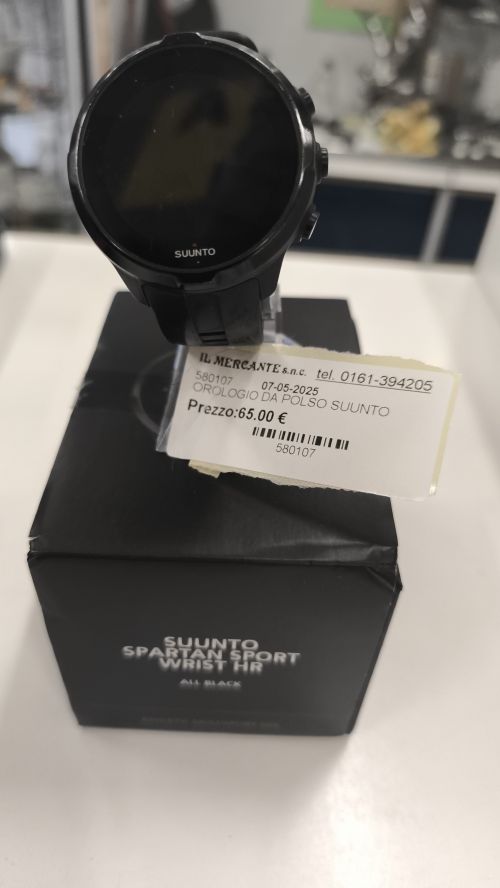 SUUNTO
IL MERCANTE s.n.c. tel. 0161-394205
580107 07-05-2025
OROLOGIO DA POLSO SUUNTO
Prezzo:65.00 €
580107
SUUNTO
SPARTAN SPORT
WRIST HR
ALL BLACK